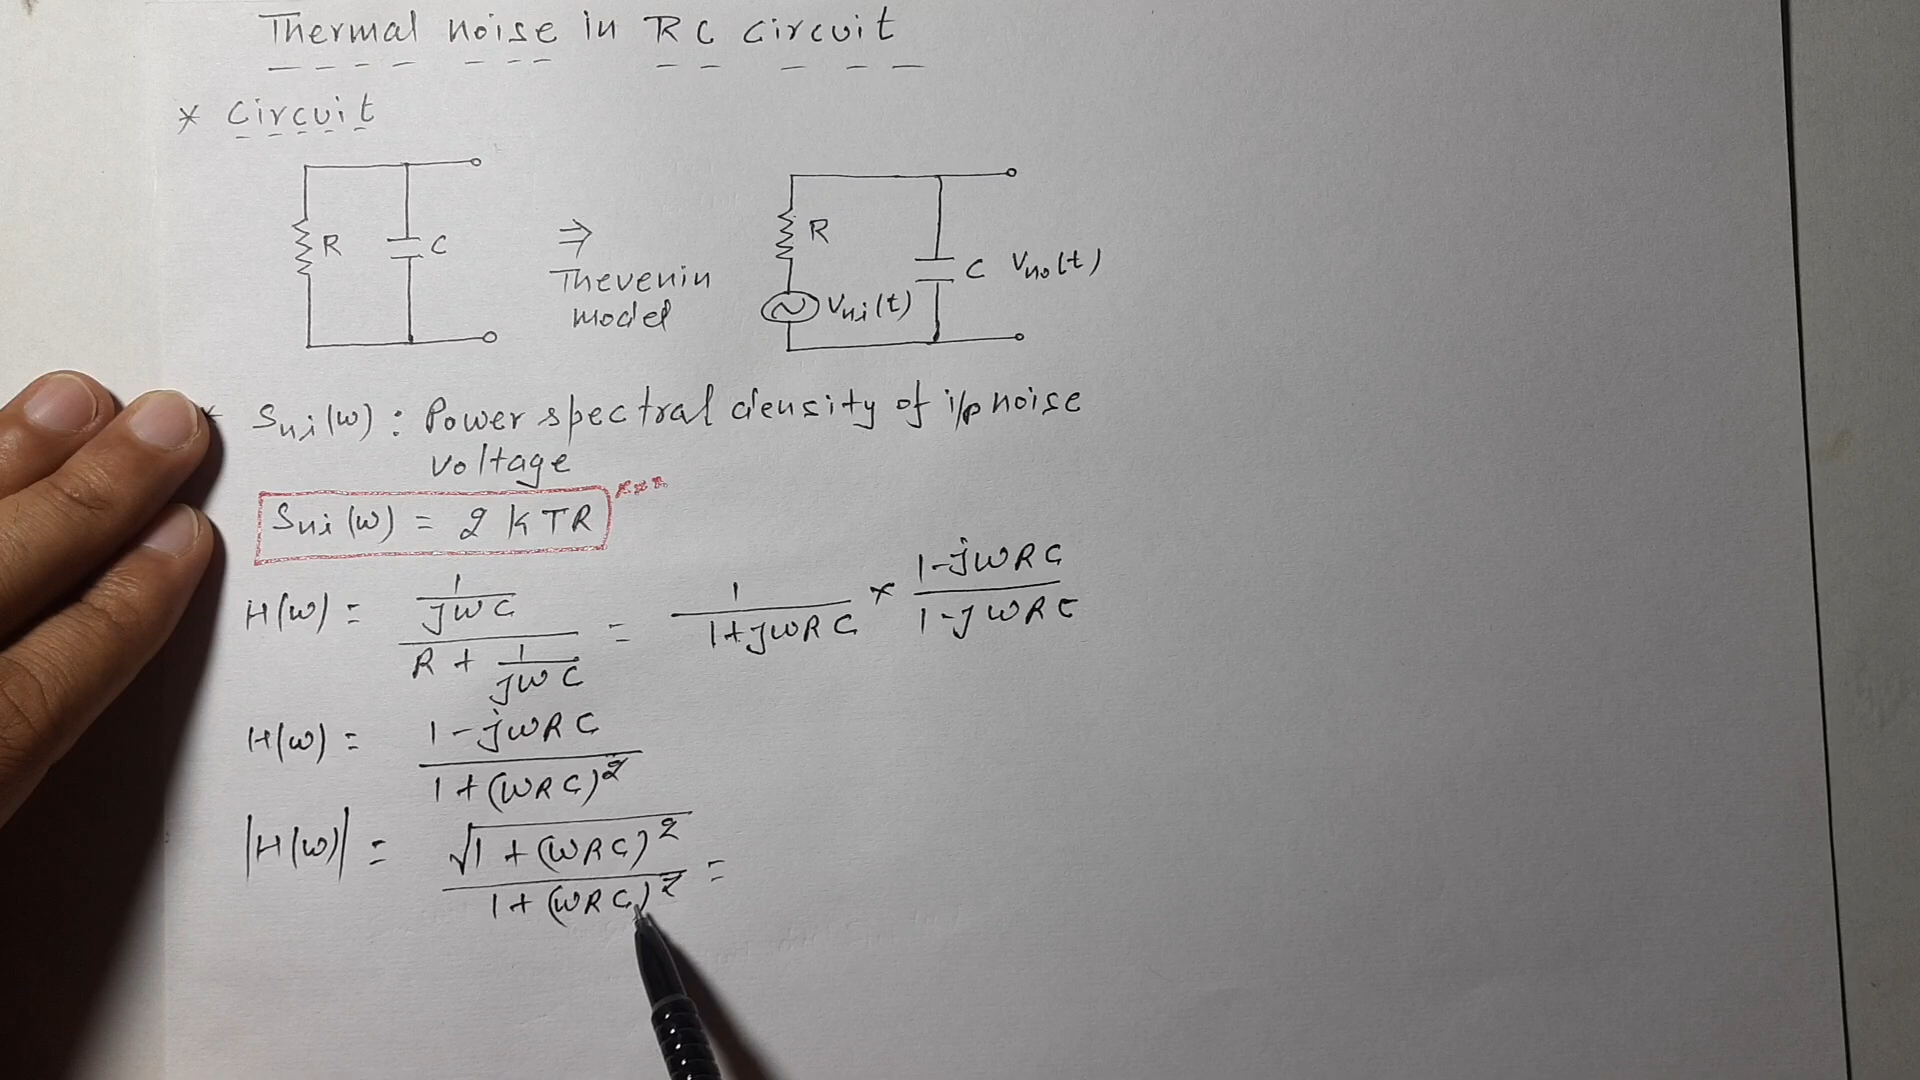 Thermal noise in RC circuit
* Circuit
R C
⇒
Thevenin
model
R
Vni(t)
C Vno(t)
* Sni(ω) : Power spectral density of i/p noise
voltage
Sni(ω) = 2KTR ***
H(ω) = (1/jωC) / (R + 1/jωC) = 1/(1+jωRC) × (1-jωRC)/(1-jωRC)
H(ω) = (1-jωRC) / (1+(ωRC)²)
|H(ω)| = √(1+(ωRC)²) / (1+(ωRC)²) =